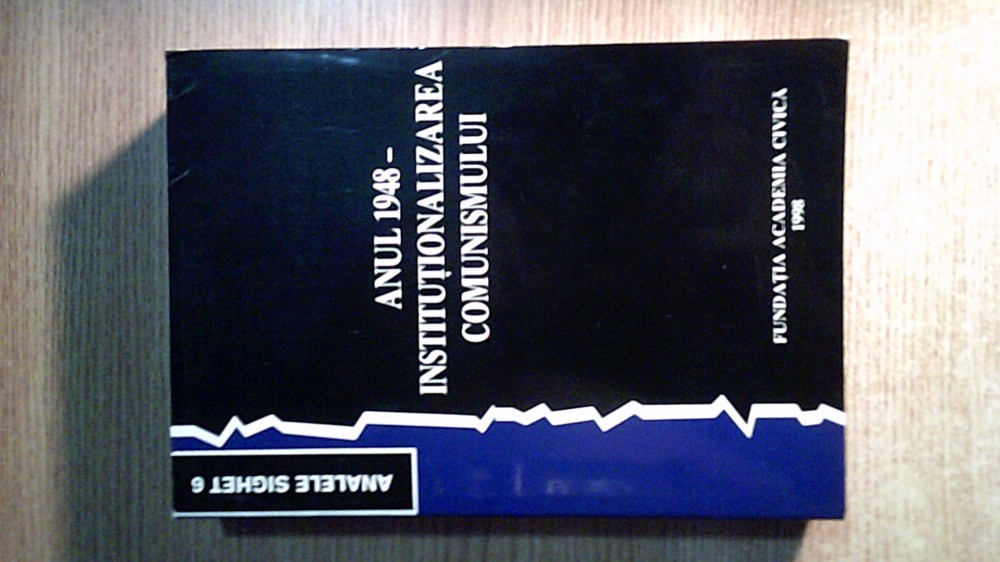 ANALELE SIGHET 6
ANUL 1948 –
INSTITUȚIONALIZAREA
COMUNISMULUI
FUNDAȚIA ACADEMIA CIVICĂ
1998